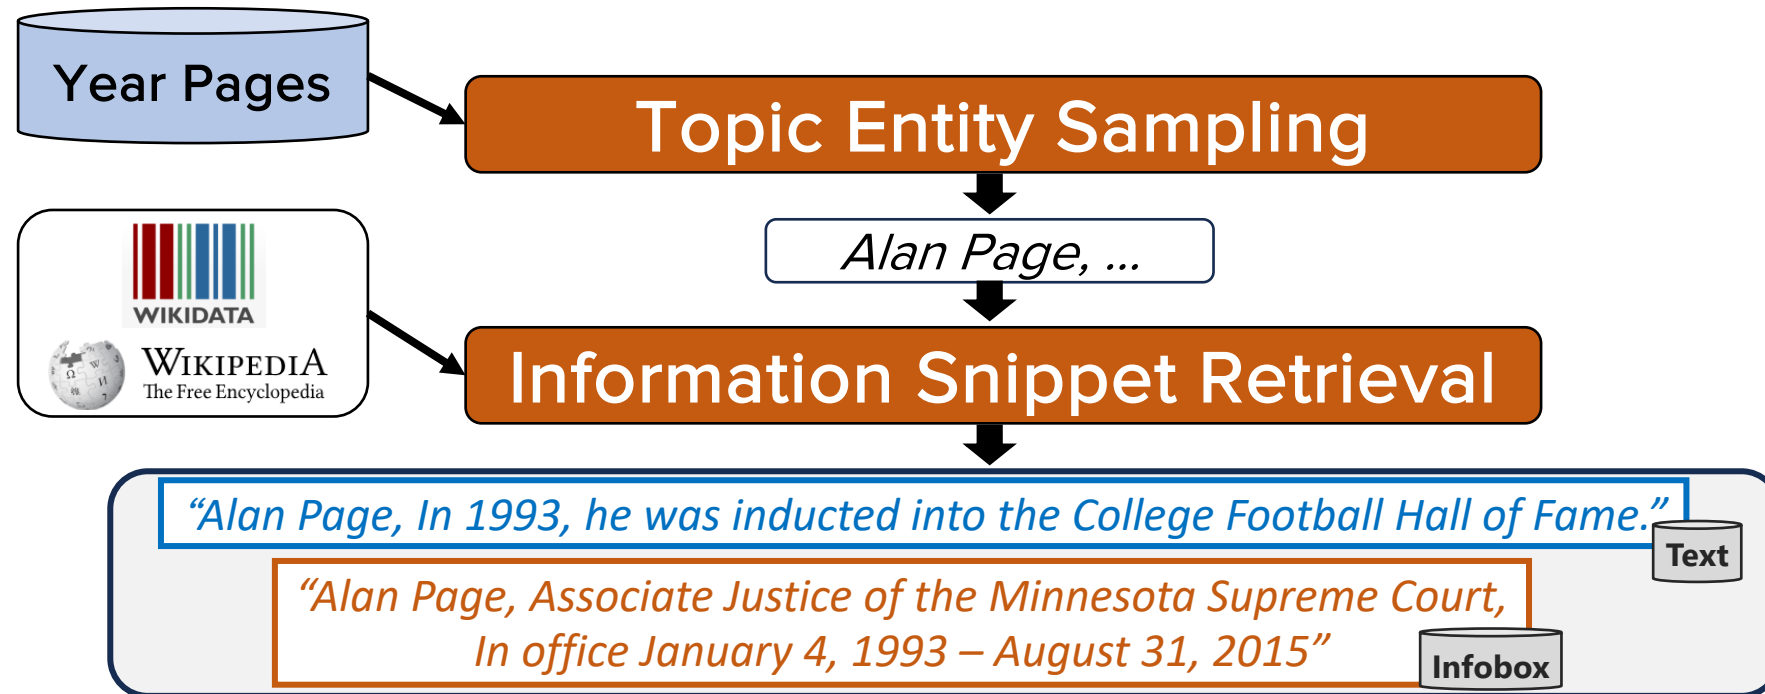 Year Pages
Topic Entity Sampling
Alan Page, ...
WIKIDATA
WIKIPEDIA
The Free Encyclopedia
Information Snippet Retrieval
“Alan Page, In 1993, he was inducted into the College Football Hall of Fame.”
Text
“Alan Page, Associate Justice of the Minnesota Supreme Court,
In office January 4, 1993 – August 31, 2015”
Infobox